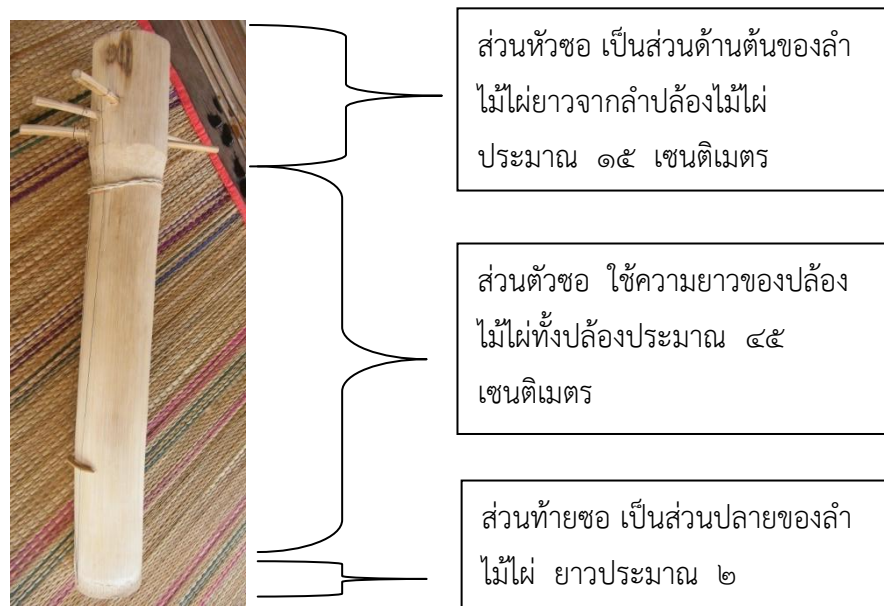 ส่วนหัวซอ เป็นส่วนด้านต้นของลำ
ไม้ไผ่ยาวจากลำปล้องไม้ไผ่
ประมาณ ๑๕ เซนติเมตร
ส่วนตัวซอ ใช้ความยาวของปล้อง
ไม้ไผ่ทั้งปล้องประมาณ ๔๕
เซนติเมตร
ส่วนท้ายซอ เป็นส่วนปลายของลำ
ไม้ไผ่ ยาวประมาณ ๒